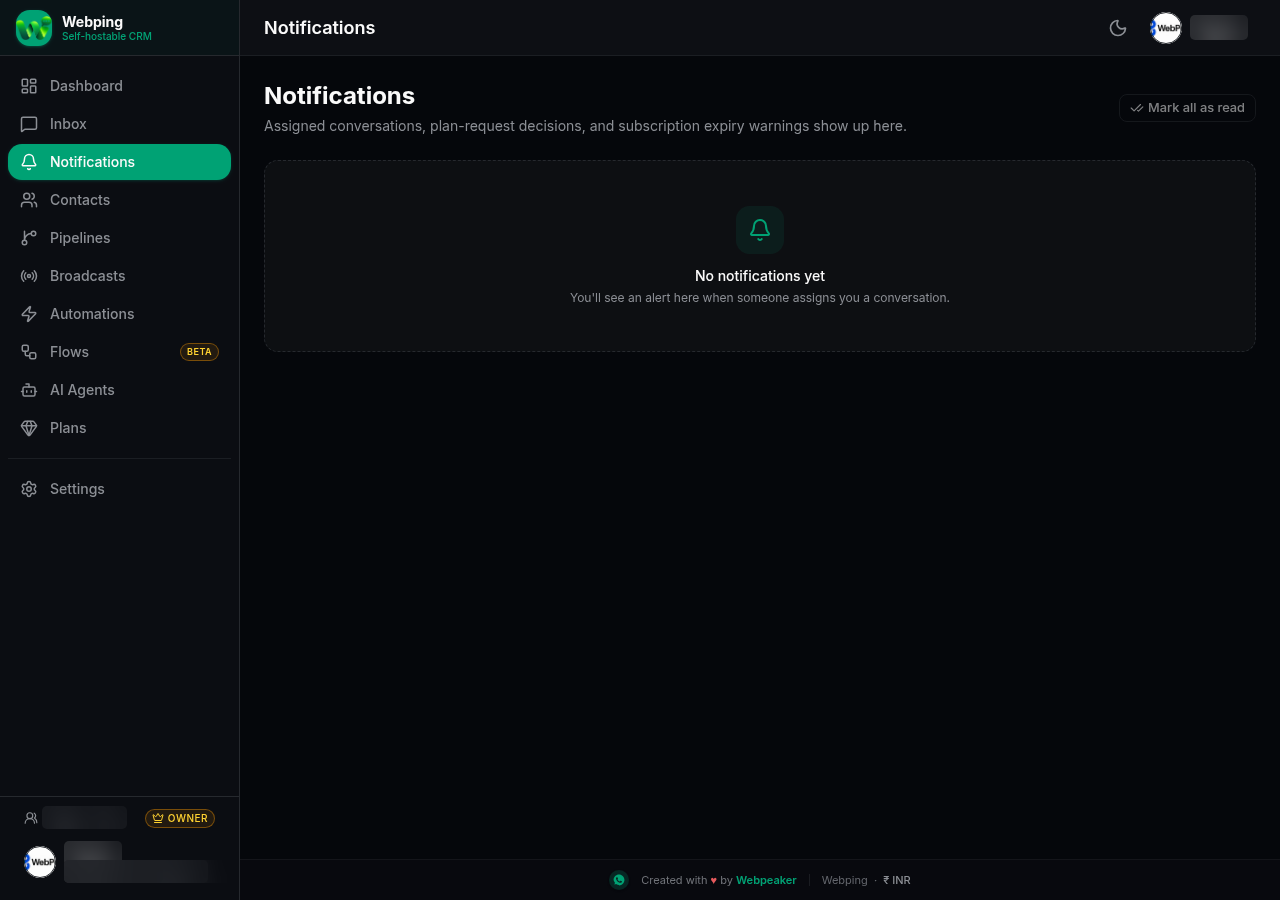 Webping
Self-hostable CRM
Dashboard
Inbox
Notifications
Contacts
Pipelines
Broadcasts
Automations
Flows BETA
AI Agents
Plans
Settings
OWNER
WebP
Notifications
WebP
Notifications
Assigned conversations, plan-request decisions, and subscription expiry warnings show up here.
Mark all as read
No notifications yet
You'll see an alert here when someone assigns you a conversation.
Created with ♥ by Webpeaker
Webping · ₹ INR